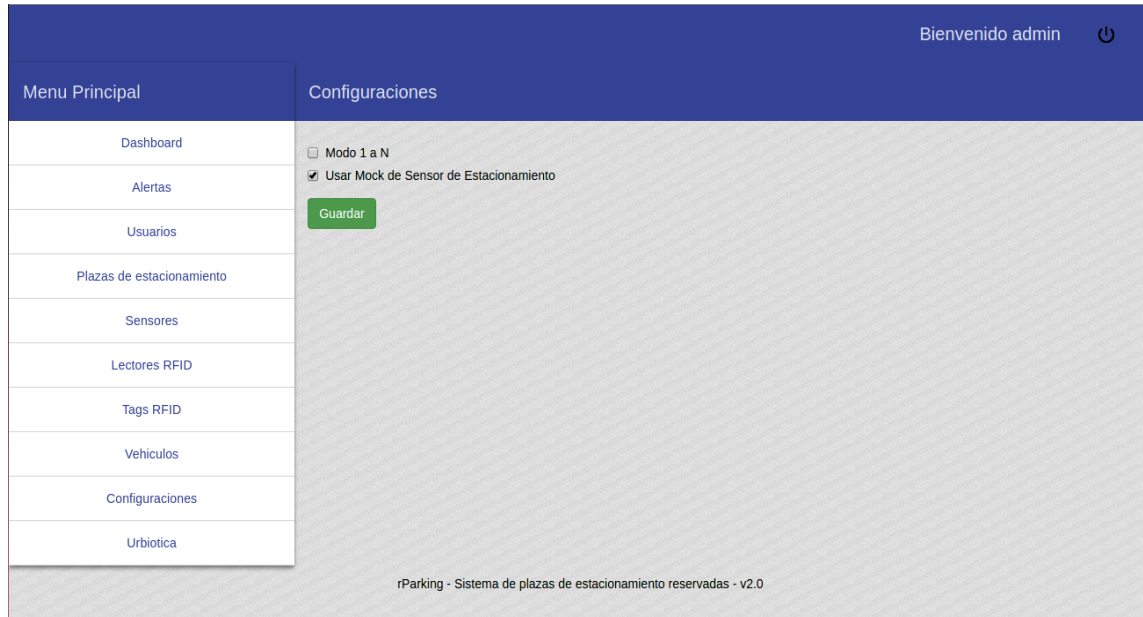 Bienvenido admin
Menu Principal
Configuraciones
Dashboard
Alertas
Usuarios
Plazas de estacionamiento
Sensores
Lectores RFID
Tags RFID
Vehiculos
Configuraciones
Urbiotica
Modo 1 a N
Usar Mock de Sensor de Estacionamiento
Guardar
rParking - Sistema de plazas de estacionamiento reservadas - v2.0